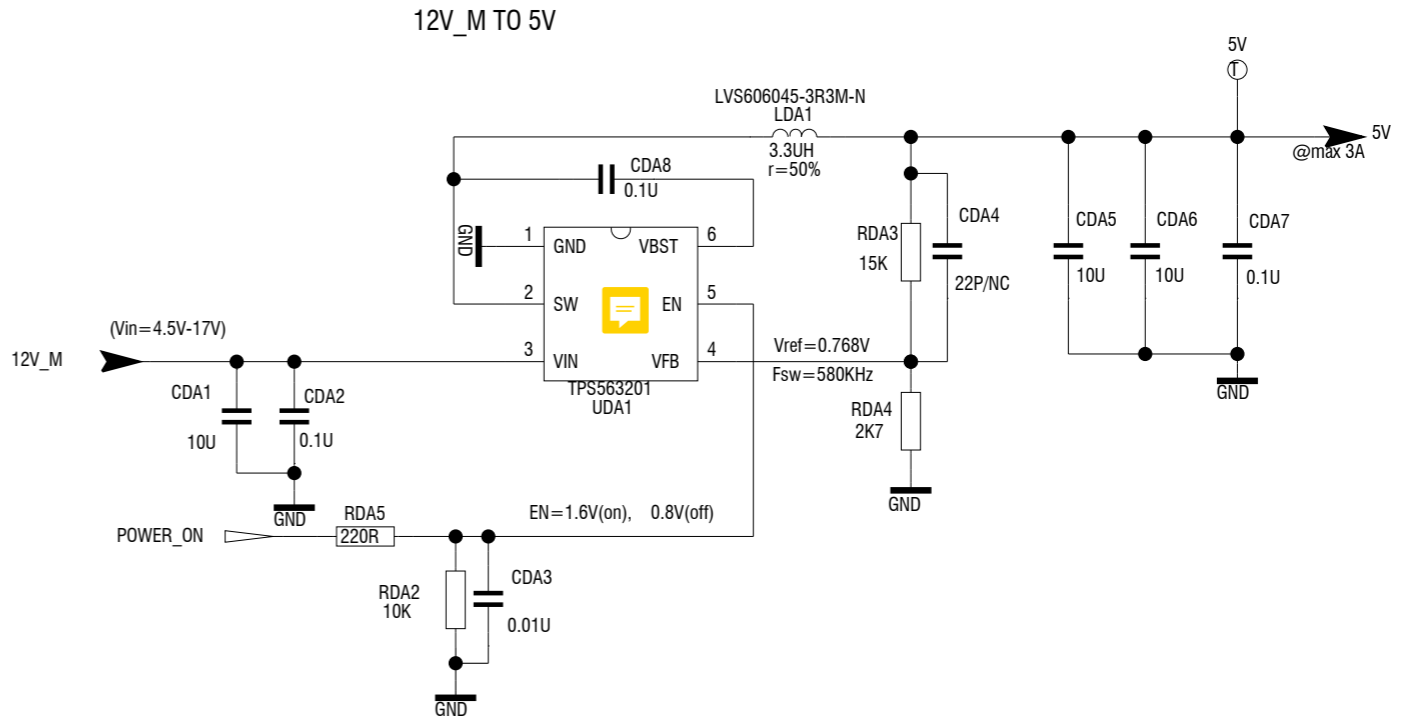 12V_M TO 5V
5V
T
LVS606045-3R3M-N
LDA1
5V
3.3UH
@max 3A
r=50%
CDA8
0.1U
CDA4
CDA5
CDA6
CDA7
RDA3
15K
10U
10U
0.1U
22P/NC
GND
1
GND
VBST
6
2
SW
EN
5
(Vin=4.5V-17V)
12V_M
3
VIN
VFB
4
Vref=0.768V
Fsw=580KHz
TPS563201
UDA1
CDA1
CDA2
10U
0.1U
RDA4
2K7
GND
GND
GND
RDA5
EN=1.6V(on),    0.8V(off)
POWER_ON
220R
RDA2
10K
CDA3
0.01U
GND